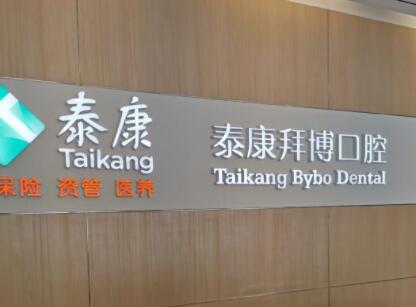 泰康
Taikang
保险 资管 医养
泰康拜博口腔
Taikang Bybo Dental